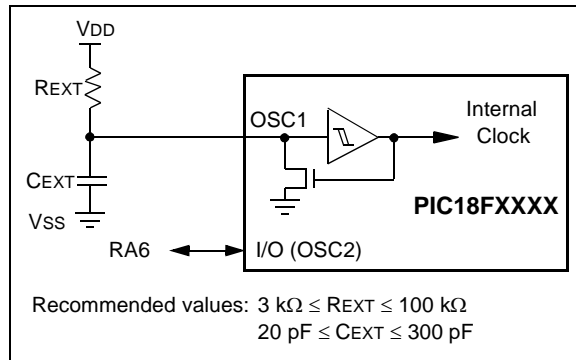 VDD
REXT
OSC1
Internal
Clock
CEXT
PIC18FXXXX
VSS
RA6
I/O (OSC2)
Recommended values: 3 kΩ ≤ REXT ≤ 100 kΩ
20 pF ≤ CEXT ≤ 300 pF